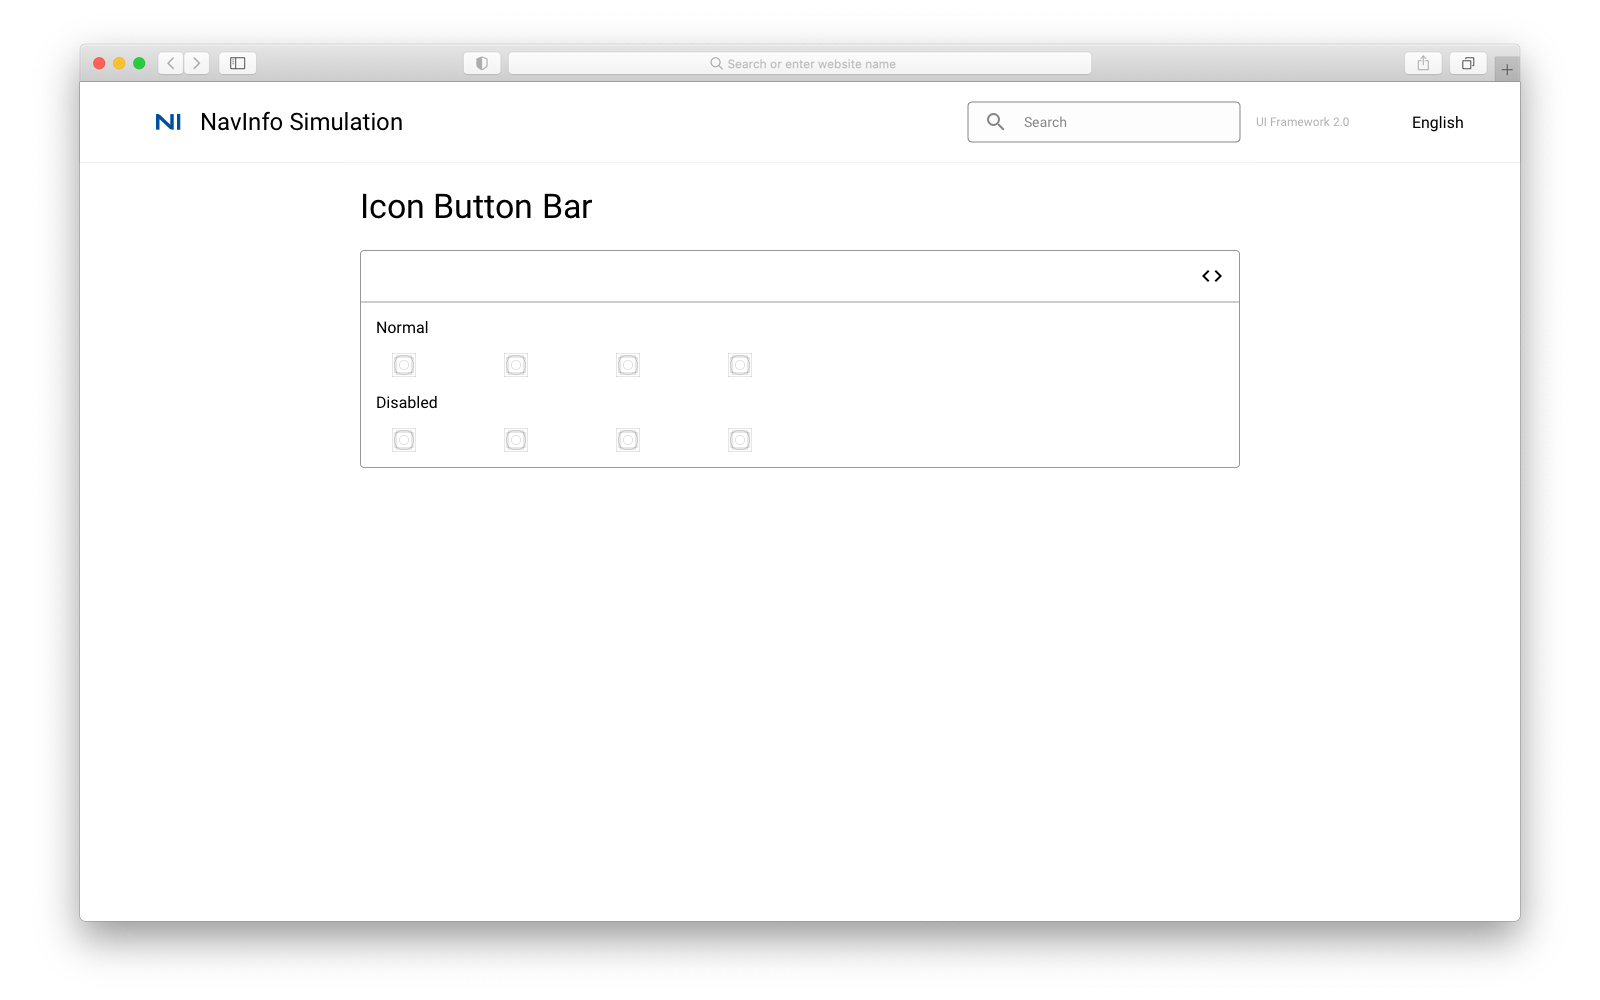 Search or enter website name
NI NavInfo Simulation
Search
UI Framework 2.0
English
Icon Button Bar
Normal
Disabled